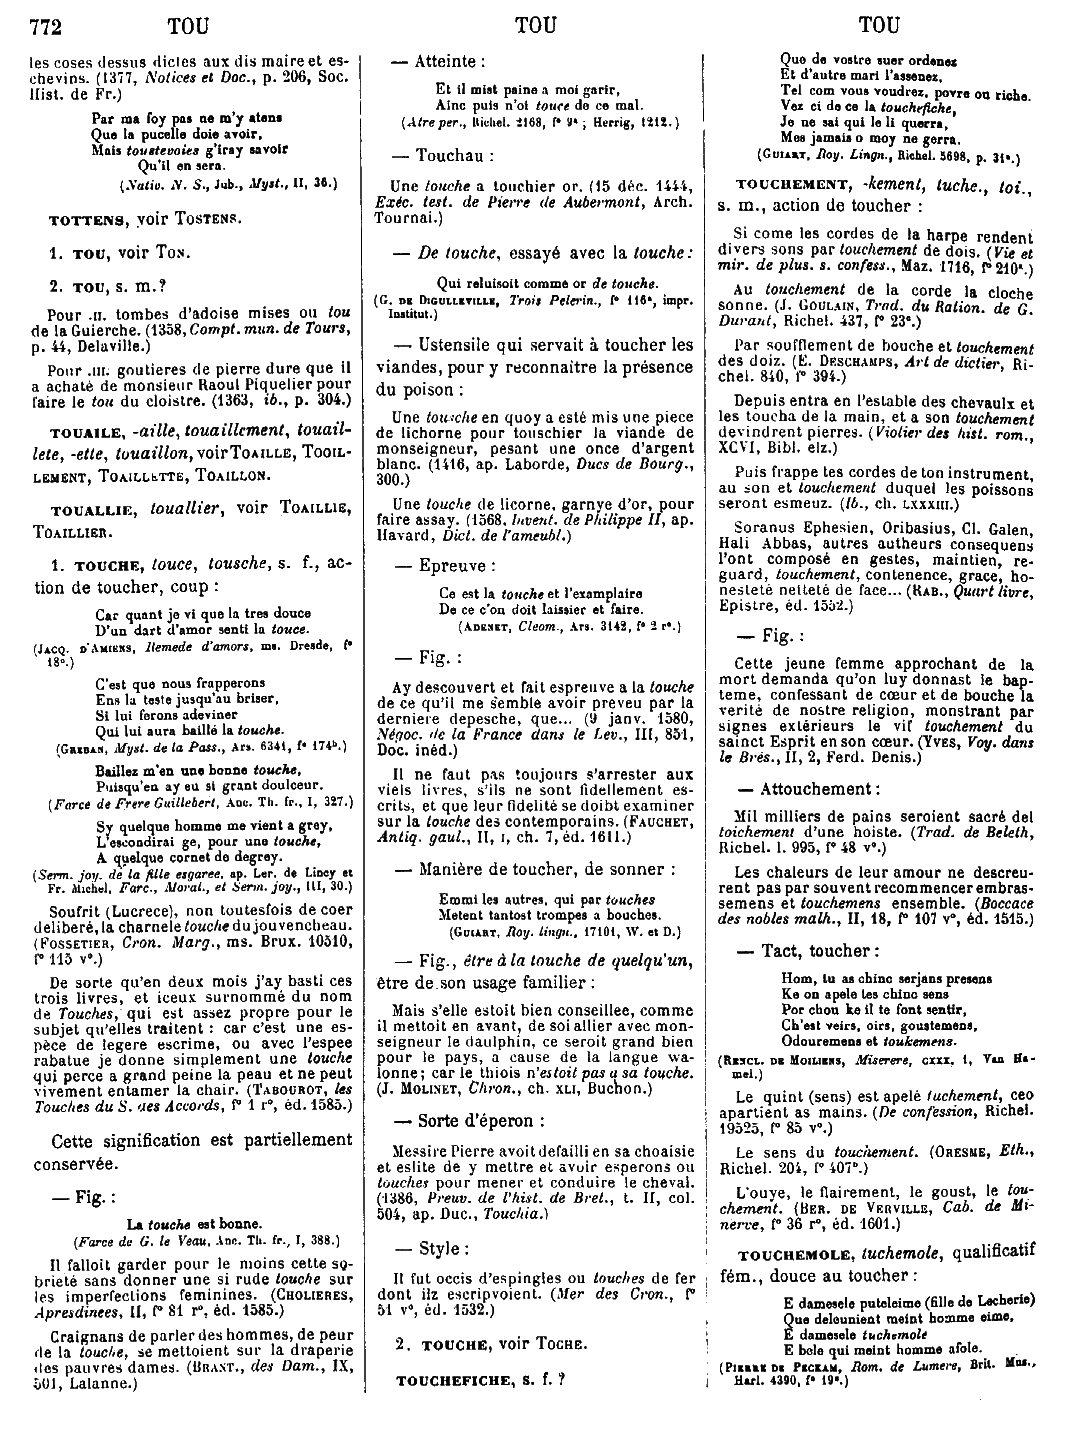 772 TOU TOU TOU
les coses dessus dictes aux dis maire et es-
chevins. (1377, Notices et Doc., p. 206, Soc.
Hist. de Fr.)
Par ma foy pas ne m'y atens
Que la pucelle doie avoir,
Mais toustevoies g'iray savoir
Qu'il en sera.
(Nativ. N. S., Jub., Myst., II, 36.)
TOTTENS, voir TOSTENS.
1. TOU, voir TON.
2. TOU, s. m.?
Pour .II. tombes d'adoise mises ou tou
de la Guierche. (1358, Compt. mun. de Tours,
p. 44, Delaville.)
Pour .III. goutieres de pierre dure que il
a achaté de monsieur Raoul Piquelier pour
faire le tou du cloistre. (1363, ib., p. 304.)
TOUAILE, -aille, touaillement, touail-
lete, -ette, touaillon, voir TOAILLE, TOOIL-
LEMENT, TOAILLETTE, TOAILLON.
TOUALLIE, touallier, voir TOAILLIE,
TOAILLIER.
1. TOUCHE, touce, tousche, s. f., ac-
tion de toucher, coup :
Car quant je vi que la tres douce
D'un dart d'amor senti la touce.
(JACQ. D'AMIENS, Remede d'amors, ms. Dresde, f°
18°.)
C'est que nous frapperons
Ens la teste jusqu'au briser,
Si lui ferons adeviner
Qui lui aura baillé la touche.
(GREBAN, Myst. de la Pass., Ars. 6341, f° 174b.)
Baillez m'en une bonne touche,
Puisqu'en ay eu si grant doulceur.
(Farce de Frere Guillebert, Anc. Th. fr., I, 327.)
Sy quelque homme me vient a grey,
L'escondirai ge, pour une touche,
A quelque cornet de degrey.
(Serm. joy. de la fille esgaree, ap. Ler. de Lincy et
Fr. Michel, Farc., Moral., et Serm. joy., III, 30.)
Soufrit (Lucrece), non toutesfois de coer
deliberé, la charnele touche du jouvencheau.
(FOSSETIER, Cron. Marg., ms. Brux. 10510,
f° 115 v°.)
De sorte qu'en deux mois j'ay basti ces
trois livres, et iceux surnommé du nom
de Touches, qui est assez propre pour le
subjet qu'elles traitent : car c'est une es-
pèce de legere escrime, ou avec l'espee
rabatue je donne simplement une touche
qui perce a grand peine la peau et ne peut
vivement entamer la chair. (TABOUROT, les
Touches du S. des Accords, f° 1 r°, éd. 1585.)
Cette signification est partiellement
conservée.
— Fig. :
La touche est bonne.
(Farce de G. le Veau, Anc. Th. fr., I, 388.)
Il falloit garder pour le moins cette so-
brieté sans donner une si rude touche sur
les imperfections feminines. (CHOLIERES,
Apresdinees, II, f° 81 r°, éd. 1585.)
Craignans de parler des hommes, de peur
de la touche, se mettoient sur la draperie
des pauvres dames. (BRANT., des Dam., IX,
501, Lalanne.)
— Atteinte :
Et il mist paine a moi garir,
Ainc puis n'ot touce de ce mal.
(Atre per., Richel. 2168, f° 9a ; Herrig, 1212.)
— Touchau :
Une touche a touchier or. (15 déc. 1444,
Exéc. test. de Pierre de Aubermont, Arch.
Tournai.)
— De touche, essayé avec la touche :
Qui reluisoit comme or de touche.
(G. DE DIGULLEVILLE, Trois Pelerin., f° 116a, impr.
Institut.)
— Ustensile qui servait à toucher les
viandes, pour y reconnaitre la présence
du poison :
Une tousche en quoy a esté mis une piece
de lichorne pour touschier la viande de
monseigneur, pesant une once d'argent
blanc. (1416, ap. Laborde, Ducs de Bourg.,
300.)
Une touche de licorne, garnye d'or, pour
faire assay. (1568, Invent. de Philippe II, ap.
Havard, Dict. de l'ameubl.)
— Epreuve :
Ce est la touche et l'examplaire
De ce c'on doit laissier et faire.
(ADENET, Cleom., Ars. 3142, f° 2 r°.)
— Fig. :
Ay descouvert et fait espreuve a la touche
de ce qu'il me semble avoir preveu par la
derniere depesche, que... (9 janv. 1580,
Négoc. de la France dans le Lev., III, 851,
Doc. inéd.)
Il ne faut pas toujours s'arrester aux
viels livres, s'ils ne sont fidellement es-
crits, et que leur fidelité se doibt examiner
sur la touche des contemporains. (FAUCHET,
Antiq. gaul., II, I, ch. 7, éd. 1611.)
— Manière de toucher, de sonner :
Emmi les autres, qui par touches
Metent tantost trompes a bouches.
(GUIART, Roy. lingn., 17101, W. et D.)
— Fig., être à la touche de quelqu'un,
être de son usage familier :
Mais s'elle estoit bien conseillee, comme
il mettoit en avant, de soi allier avec mon-
seigneur le daulphin, ce seroit grand bien
pour le pays, a cause de la langue wa-
lonne ; car le thiois n'estoit pas a sa touche.
(J. MOLINET, Chron., ch. XLI, Buchon.)
— Sorte d'éperon :
Messire Pierre avoit defailli en sa choaisie
et eslite de y mettre et avoir esperons ou
touches pour mener et conduire le cheval.
(1386, Preuv. de l'hist. de Bret., t. II, col.
504, ap. Duc., Touchia.)
— Style :
Il fut occis d'espingles ou touches de fer
dont ilz escripvoient. (Mer des Cron., f°
51 v°, éd. 1532.)
2. TOUCHE, voir TOCHE.
TOUCHEFICHE, s. f. ?
Que de vostre suer ordenez
Et d'autre mari l'assenez,
Tel com vous voudrez, povre ou riche.
Vez ci de ce la touchefiche,
Je ne sai qui le li querra,
Mes jamais o moy ne gerra.
(GUIART, Roy. Lingn., Richel. 5698, p. 31a.)
TOUCHEMENT, -kement, tuche., toi.,
s. m., action de toucher :
Si come les cordes de la harpe rendent
divers sons par touchement de dois. (Vie et
mir. de plus. s. confess., Maz. 1716, f° 210a.)
Au touchement de la corde la cloche
sonne. (J. GOULAIN, Trad. du Ration. de G.
Durant, Richel. 437, f° 23a.)
Par soufflement de bouche et touchement
des doiz. (E. DESCHAMPS, Art de dictier, Ri-
chel. 840, f° 394.)
Depuis entra en l'estable des chevaulx et
les toucha de la main, et a son touchement
devindrent pierres. (Violier des hist. rom.,
XCVI, Bibl. elz.)
Puis frappe tes cordes de ton instrument,
au son et touchement duquel les poissons
seront esmeuz. (Ib., ch. LXXXIII.)
Soranus Ephesien, Oribasius, Cl. Galen,
Hali Abbas, autres autheurs consequens
l'ont composé en gestes, maintien, re-
guard, touchement, contenence, grace, ho-
nesteté netteté de face... (RAB., Quart livre,
Epistre, éd. 1552.)
— Fig. :
Cette jeune femme approchant de la
mort demanda qu'on luy donnast le bap-
teme, confessant de cœur et de bouche la
verité de nostre religion, monstrant par
signes extérieurs le vif touchement du
sainct Esprit en son cœur. (YVES, Voy. dans
le Brés., II, 2, Ferd. Denis.)
— Attouchement :
Mil milliers de pains seroient sacré del
toichement d'une hoiste. (Trad. de Beleth,
Richel. l. 995, f° 48 v°.)
Les chaleurs de leur amour ne descreu-
rent pas par souvent recommencer embras-
semens et touchemens ensemble. (Boccace
des nobles malh., II, 18, f° 107 v°, éd. 1515.)
— Tact, toucher :
Hom, tu as chinc serjans presens
Ke on apele tes chinc sens
Por chou ke il te font sentir,
Ch'est veirs, oirs, goustemens,
Odouremens et toukemens.
(RENCL. DE MOILIENS, Miserere, CXXX, 1, Van Ha-
mel.)
Le quint (sens) est apelé tuchement, ceo
apartient as mains. (De confession, Richel.
19525, f° 85 v°.)
Le sens du touchement. (ORESME, Eth.,
Richel. 204, f° 407a.)
L'ouye, le flairement, le goust, le tou-
chement. (BER. DE VERVILLE, Cab. de Mi-
nerve, f° 36 r°, éd. 1601.)
TOUCHEMOLE, tuchemole, qualificatif
fém., douce au toucher :
E damesele puteleime (fille de Lecherie)
Que delounient meint homme eime,
E damesele tuchemole
E bele qui meint homme afole.
(PIERRE DE PECKAM, Rom. de Lumere, Brit. Mus.,
Harl. 4390, f° 19a.)